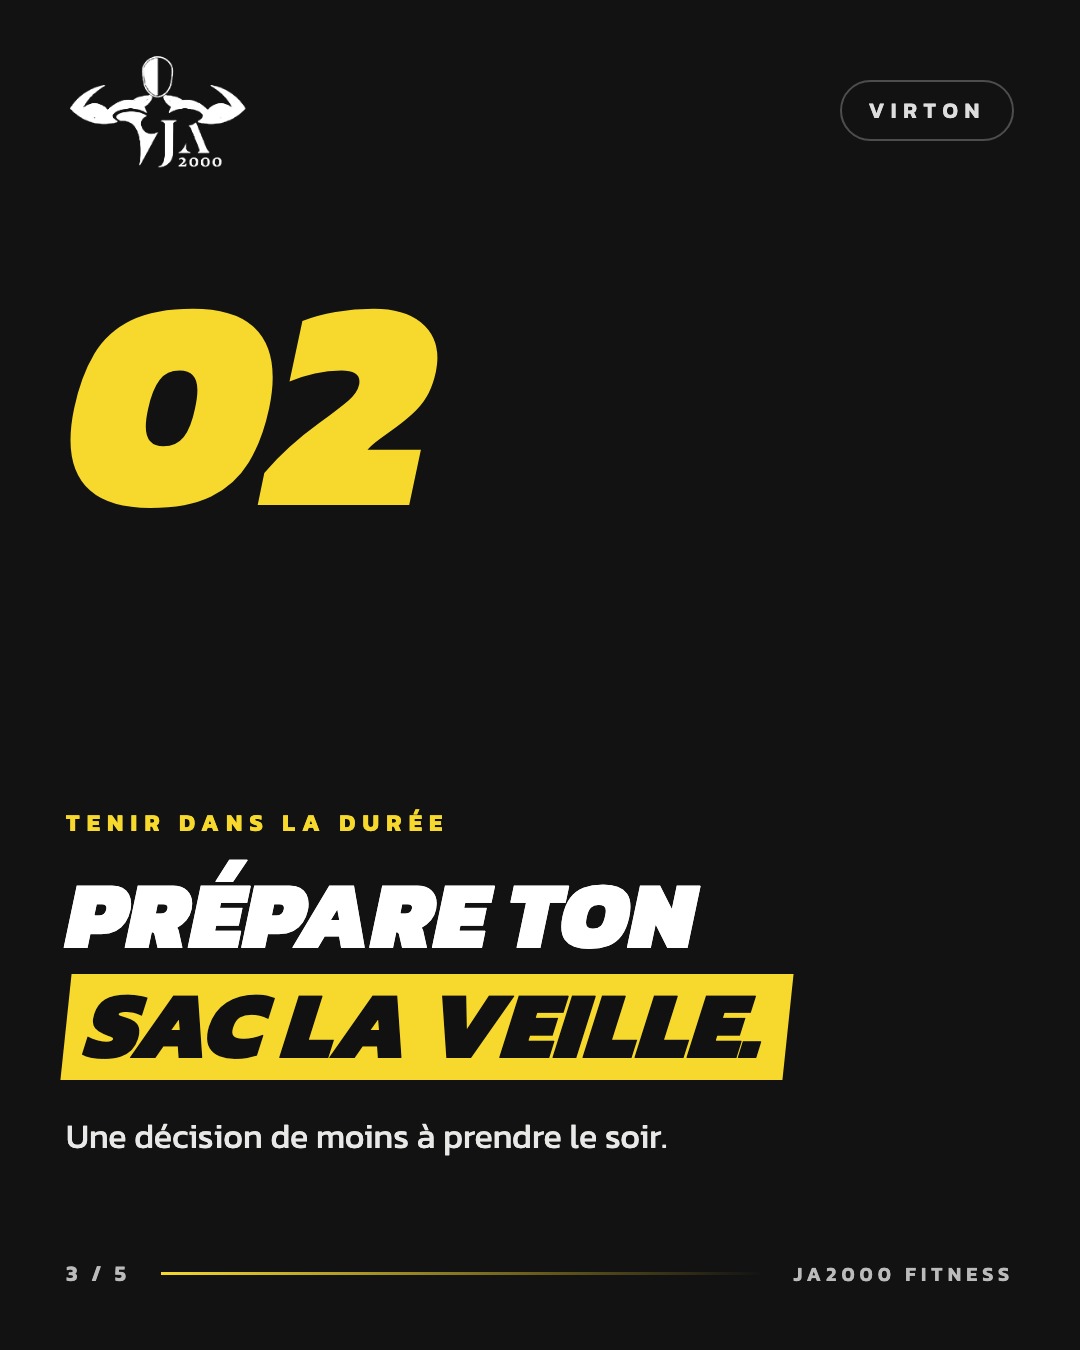 JA
2000
VIRTON
02
TENIR DANS LA DURÉE
PRÉPARE TON
SAC LA VEILLE.
Une décision de moins à prendre le soir.
3 / 5
JA2000 FITNESS